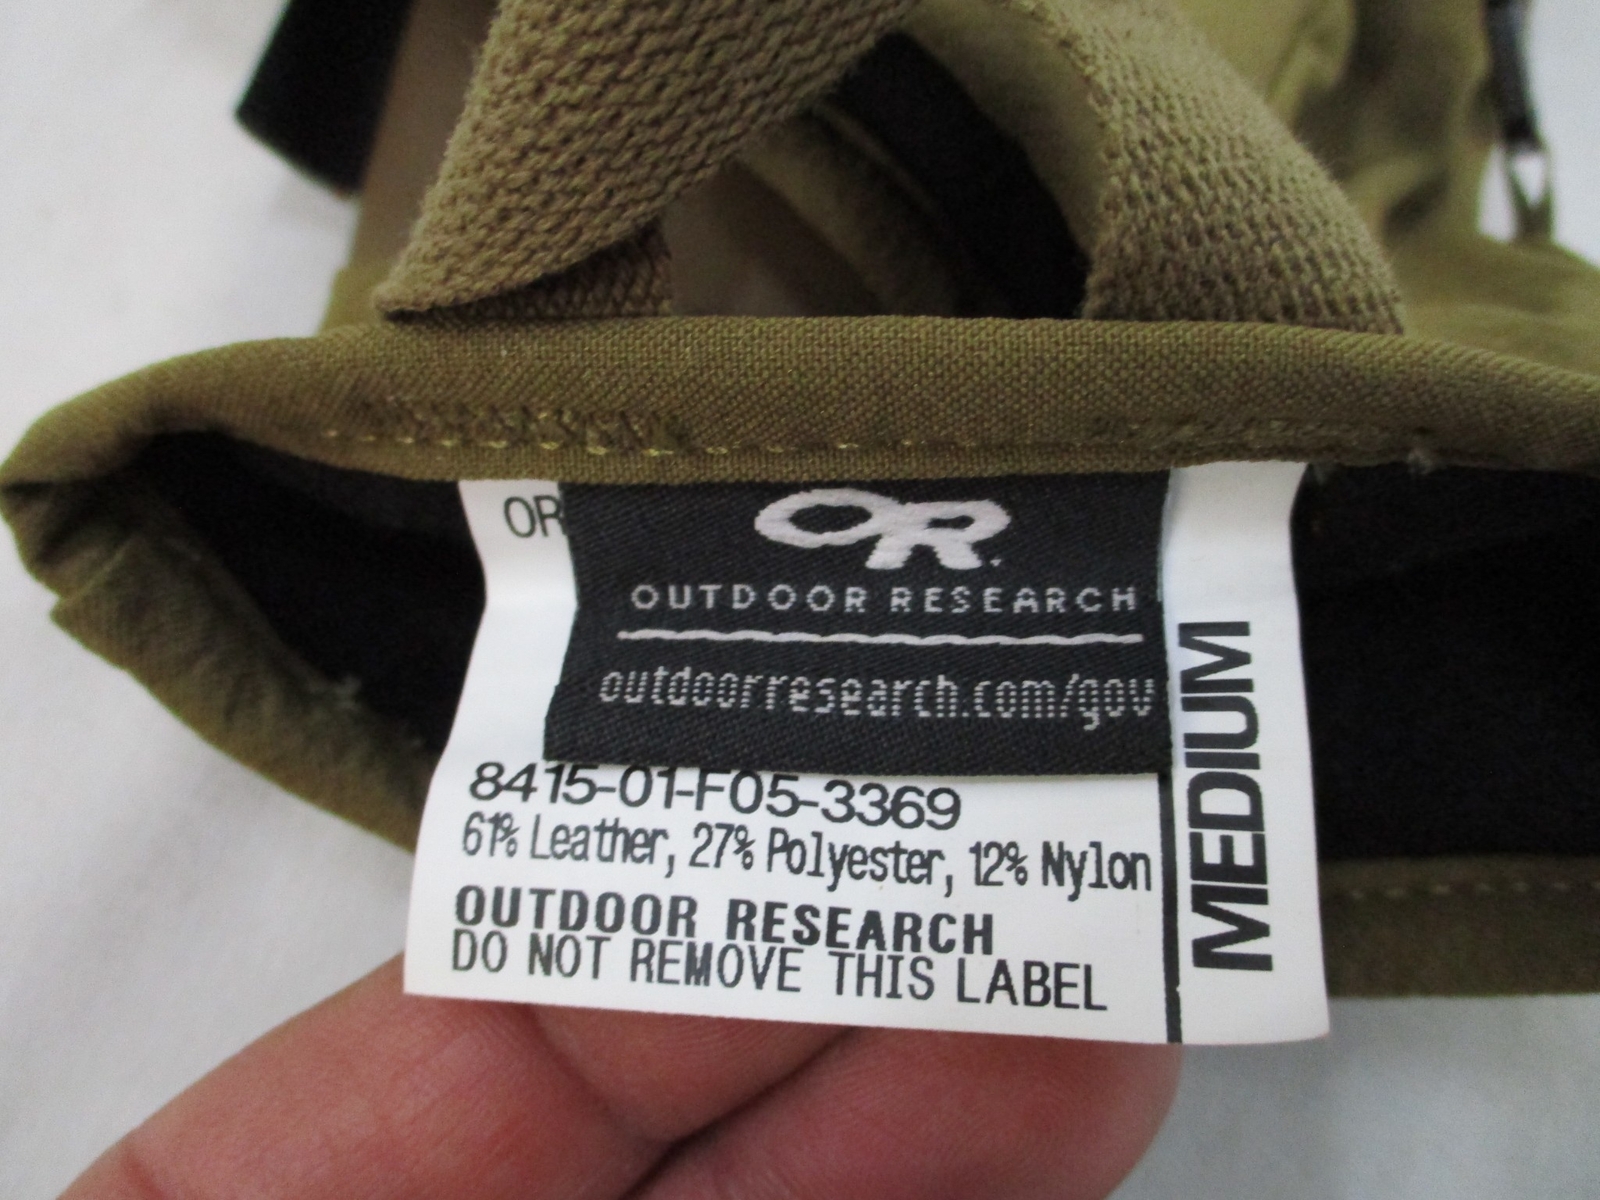 OR
OR
OUTDOOR RESEARCH
outdoorresearch.com/gov
8415-01-F05-3369
61% Leather, 27% Polyester, 12% Nylon
OUTDOOR RESEARCH
DO NOT REMOVE THIS LABEL
MEDIUM